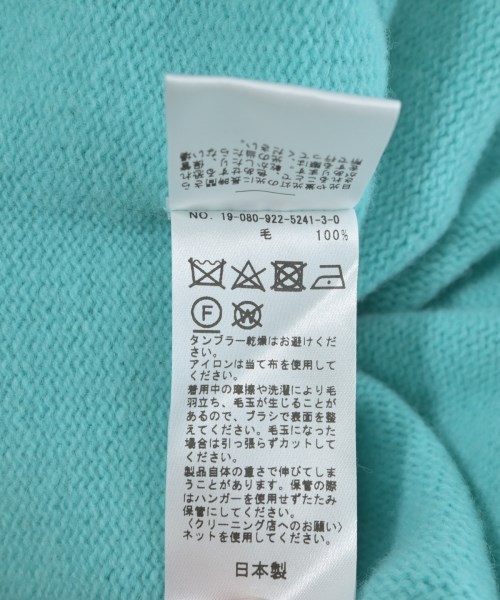 NO. 19-080-922-5241-3-0
毛 100%
F W
タンブラー乾燥はお避けくだ
さい。
アイロンは当て布を使用して
ください。
着用中の摩擦や洗濯により毛
羽立ち、毛玉が生じることが
あるので、ブラシで表面を整
えてください。毛玉になった
場合は引っ張らずカットして
ください。
製品自体の重さで伸びてしま
うことがあります。保管の際
はハンガーを使用せずたたみ
保管にしてください。
〈クリーニング店へのお願い〉
ネットを使用してください。
日本製